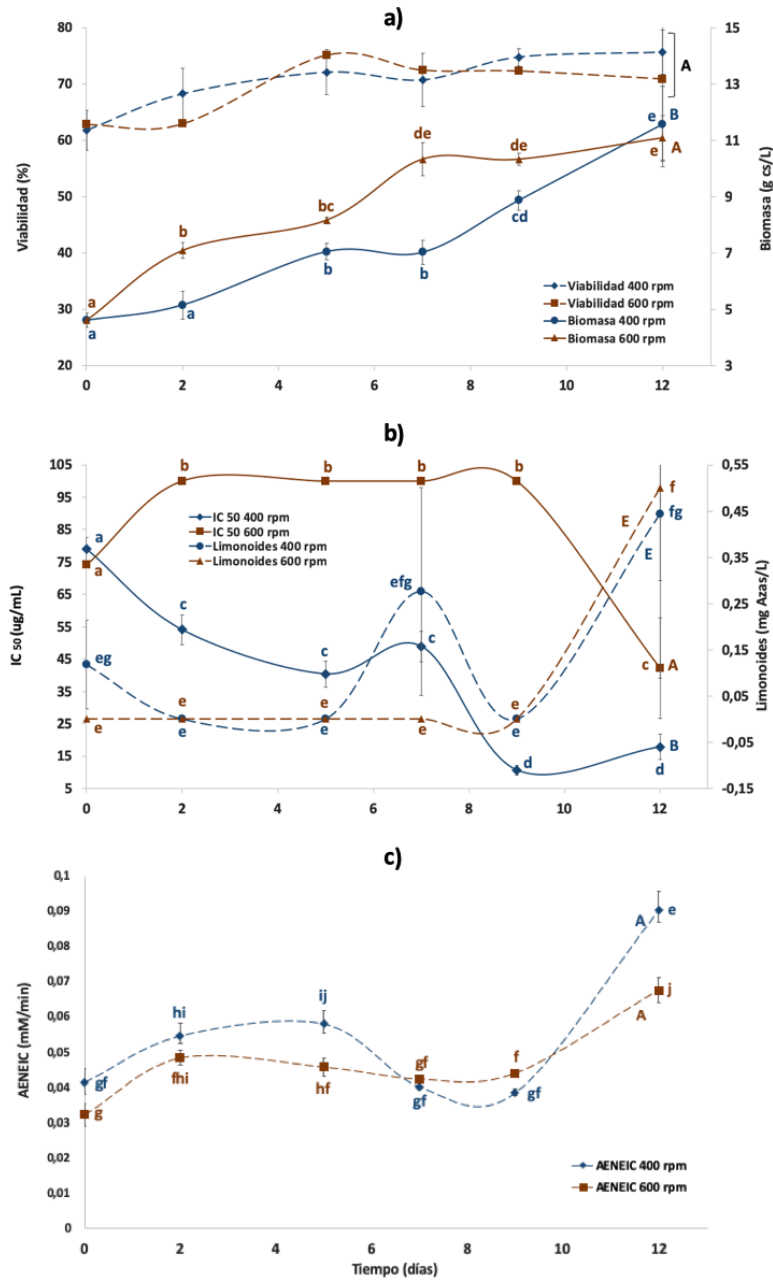 a)
80
70
60
50
40
30
20
Viabilidad (%)
15
13
11
9
7
5
3
Biomasa (g cs/L)
A
e B
e A
de
de
b
bc
cd
b
b
a
a
a
Viabilidad 400 rpm
Viabilidad 600 rpm
Biomasa 400 rpm
Biomasa 600 rpm
0 2 4 6 8 10 12
b)
105
95
85
75
65
55
45
35
25
15
5
IC 50 (ug/mL)
0,55
0,45
0,35
0,25
0,15
0,05
-0,05
-0,15
Limonoides (mg Azas/L)
b b b b
f
fg
E
E
a
a
IC 50 400 rpm
IC 50 600 rpm
Limonoides 400 rpm
Limonoides 600 rpm
efg
c
c
c
c A
eg
e e e
e e e e e
d
B
d
0 2 4 6 8 10 12
c)
0,1
0,09
0,08
0,07
0,06
0,05
0,04
0,03
0,02
0,01
0
AENEIC (mM/min)
A e
j
A
hi
ij
gf
fhi
hf
gf
gf
f
gf
g
AENEIC 400 rpm
AENEIC 600 rpm
0 2 4 6 8 10 12
Tiempo (días)